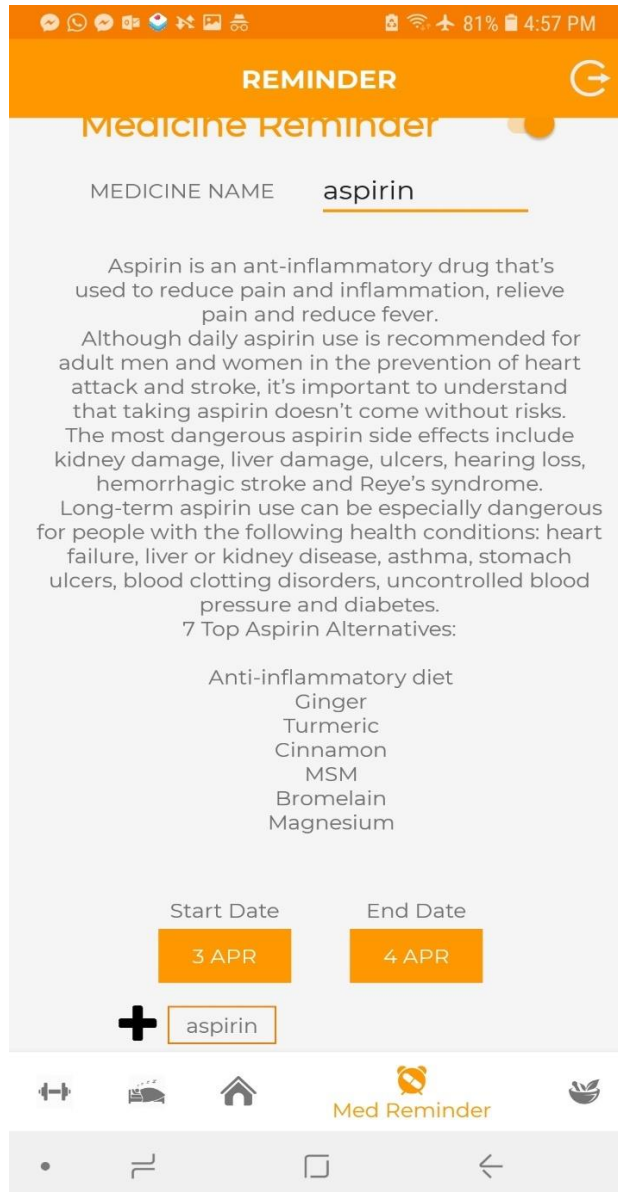 81% 4:57 PM
REMINDER
Medicine Reminder
MEDICINE NAME aspirin
Aspirin is an ant-inflammatory drug that's
used to reduce pain and inflammation, relieve
pain and reduce fever.
Although daily aspirin use is recommended for
adult men and women in the prevention of heart
attack and stroke, it's important to understand
that taking aspirin doesn't come without risks.
The most dangerous aspirin side effects include
kidney damage, liver damage, ulcers, hearing loss,
hemorrhagic stroke and Reye's syndrome.
Long-term aspirin use can be especially dangerous
for people with the following health conditions: heart
failure, liver or kidney disease, asthma, stomach
ulcers, blood clotting disorders, uncontrolled blood
pressure and diabetes.
7 Top Aspirin Alternatives:
Anti-inflammatory diet
Ginger
Turmeric
Cinnamon
MSM
Bromelain
Magnesium
Start Date End Date
3 APR 4 APR
aspirin
Med Reminder